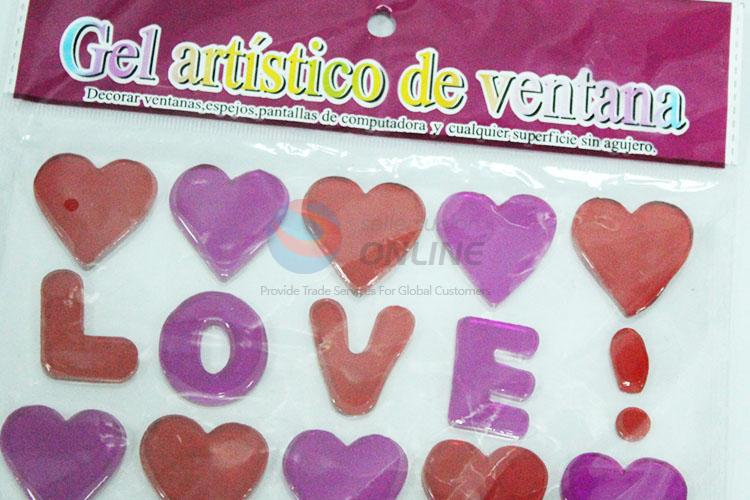 Gel artístico de ventana
Decorar ventanas,espejos,pantallas de computadora y cualquier superficie sin agujero.
ONLINE
Provide Trade Services For Global Customers
LOVE!